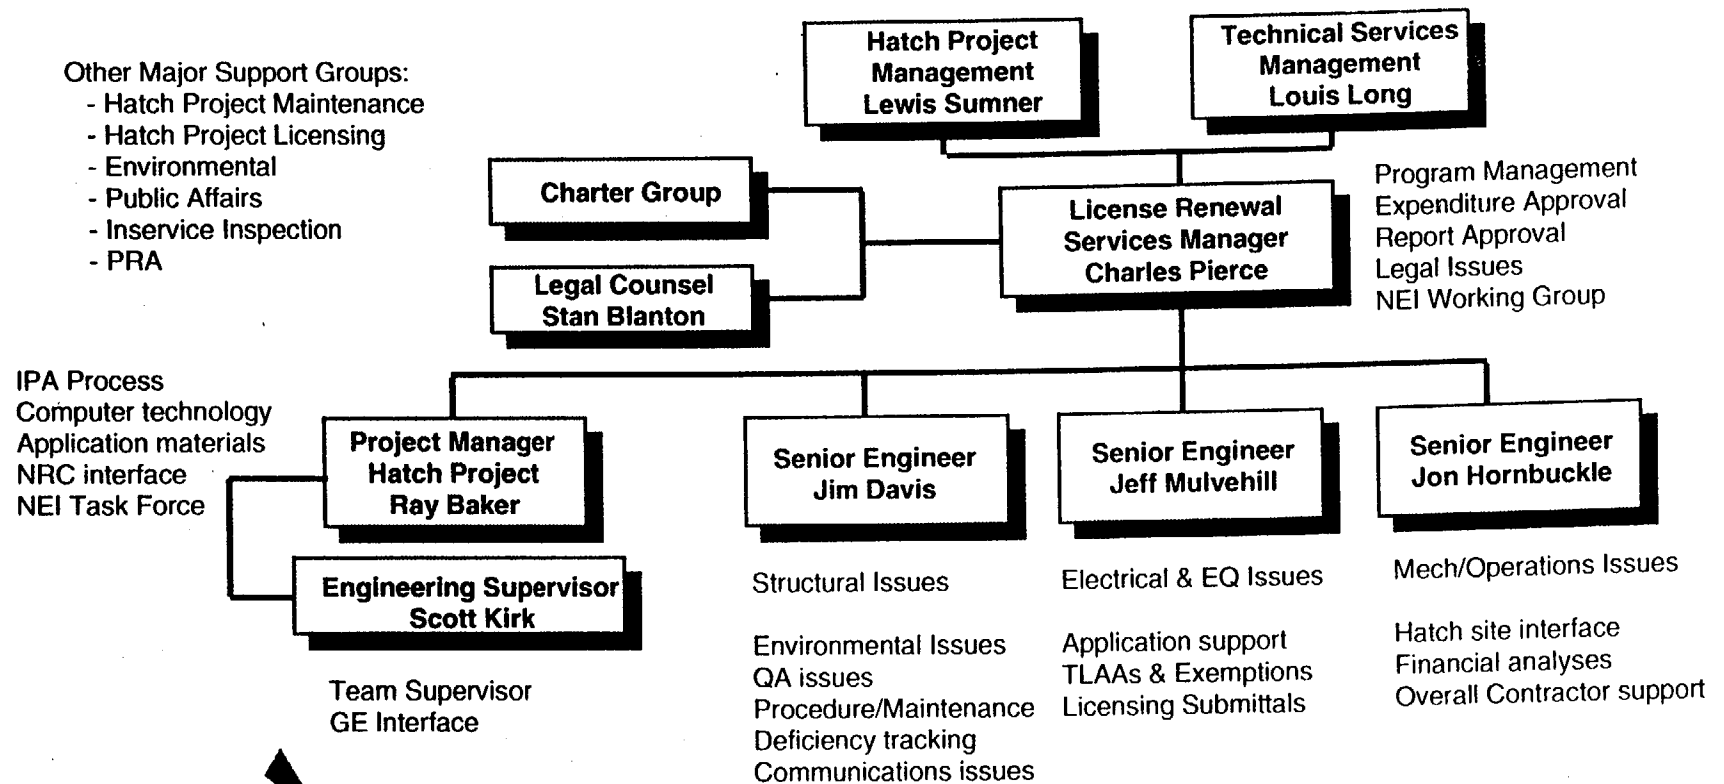 Other Major Support Groups:
- Hatch Project Maintenance
- Hatch Project Licensing
- Environmental
- Public Affairs
- Inservice Inspection
- PRA
Hatch Project
Management
Lewis Sumner
Technical Services
Management
Louis Long
Charter Group
Legal Counsel
Stan Blanton
License Renewal
Services Manager
Charles Pierce
Program Management
Expenditure Approval
Report Approval
Legal Issues
NEI Working Group
IPA Process
Computer technology
Application materials
NRC interface
NEI Task Force
Project Manager
Hatch Project
Ray Baker
Engineering Supervisor
Scott Kirk
Team Supervisor
GE Interface
Senior Engineer
Jim Davis
Structural Issues
Environmental Issues
QA issues
Procedure/Maintenance
Deficiency tracking
Communications issues
Senior Engineer
Jeff Mulvehill
Electrical & EQ Issues
Application support
TLAAs & Exemptions
Licensing Submittals
Senior Engineer
Jon Hornbuckle
Mech/Operations Issues
Hatch site interface
Financial analyses
Overall Contractor support